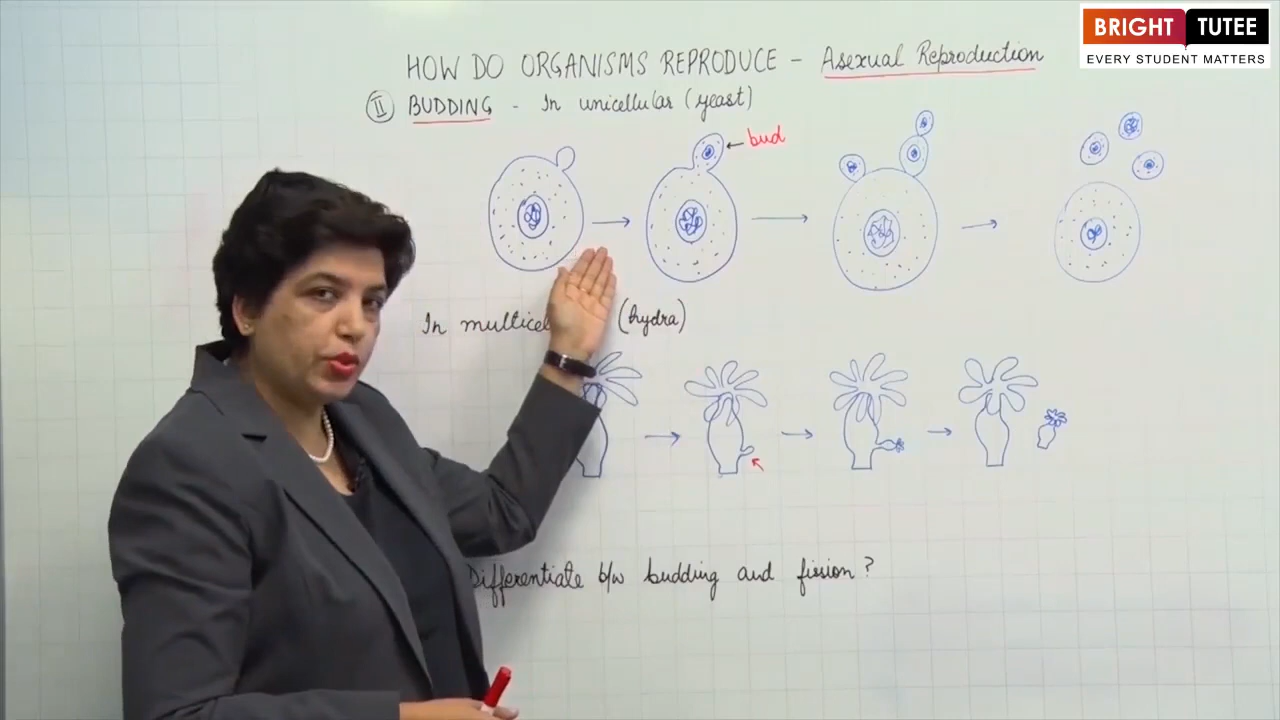 BRIGHT TUTEE
EVERY STUDENT MATTERS
HOW DO ORGANISMS REPRODUCE - Asexual Reproduction
II BUDDING - In unicellular (yeast)
bud
In multice (hydra)
Differentiate b/w budding and fission?